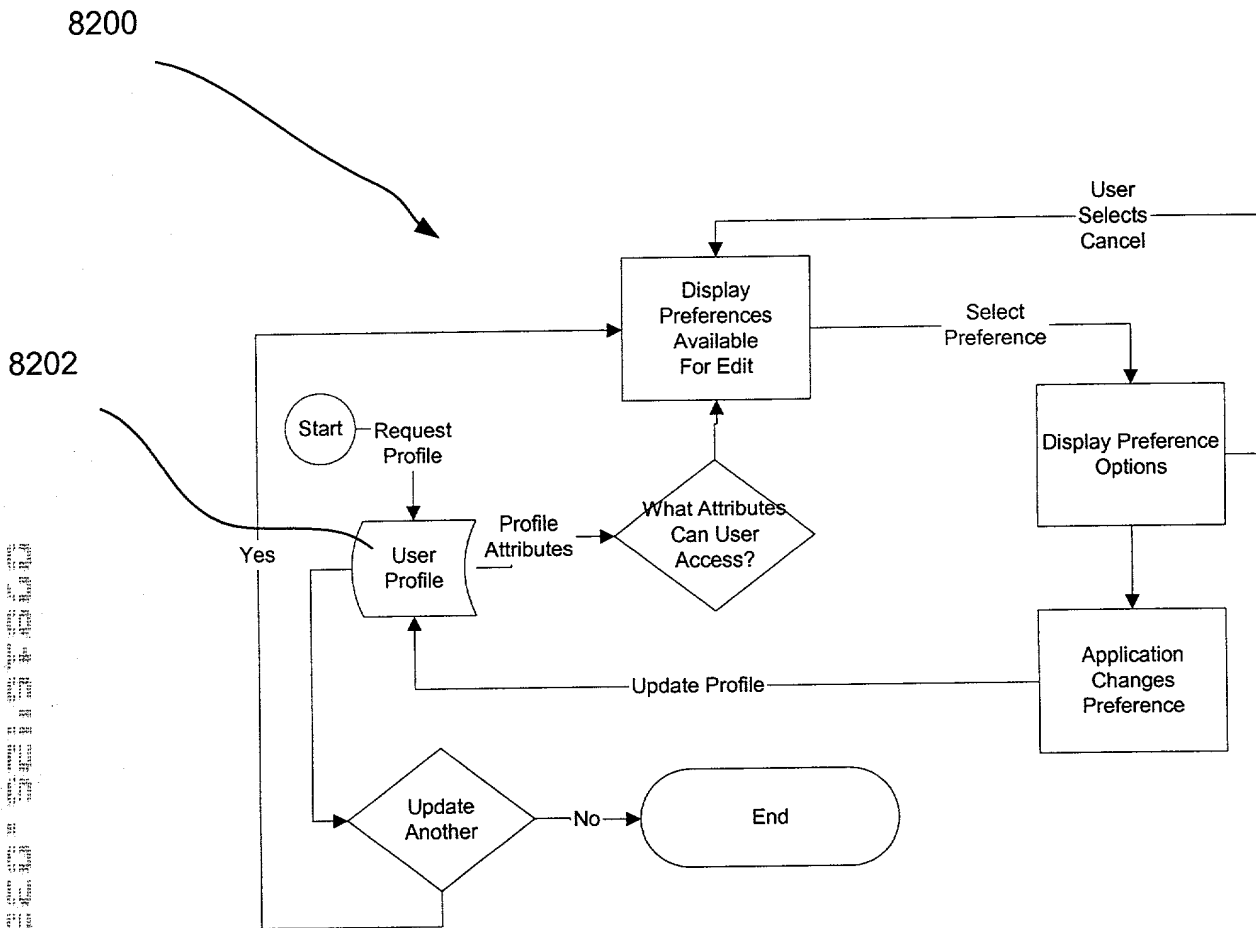 8200
User
Selects
Cancel
Display
Preferences
Available
For Edit
Select
Preference
8202
Start
Request
Profile
Display Preference
Options
What Attributes
Can User
Access?
Profile
Attributes
Yes
User
Profile
Application
Changes
Preference
Update Profile
Update
Another
No
End